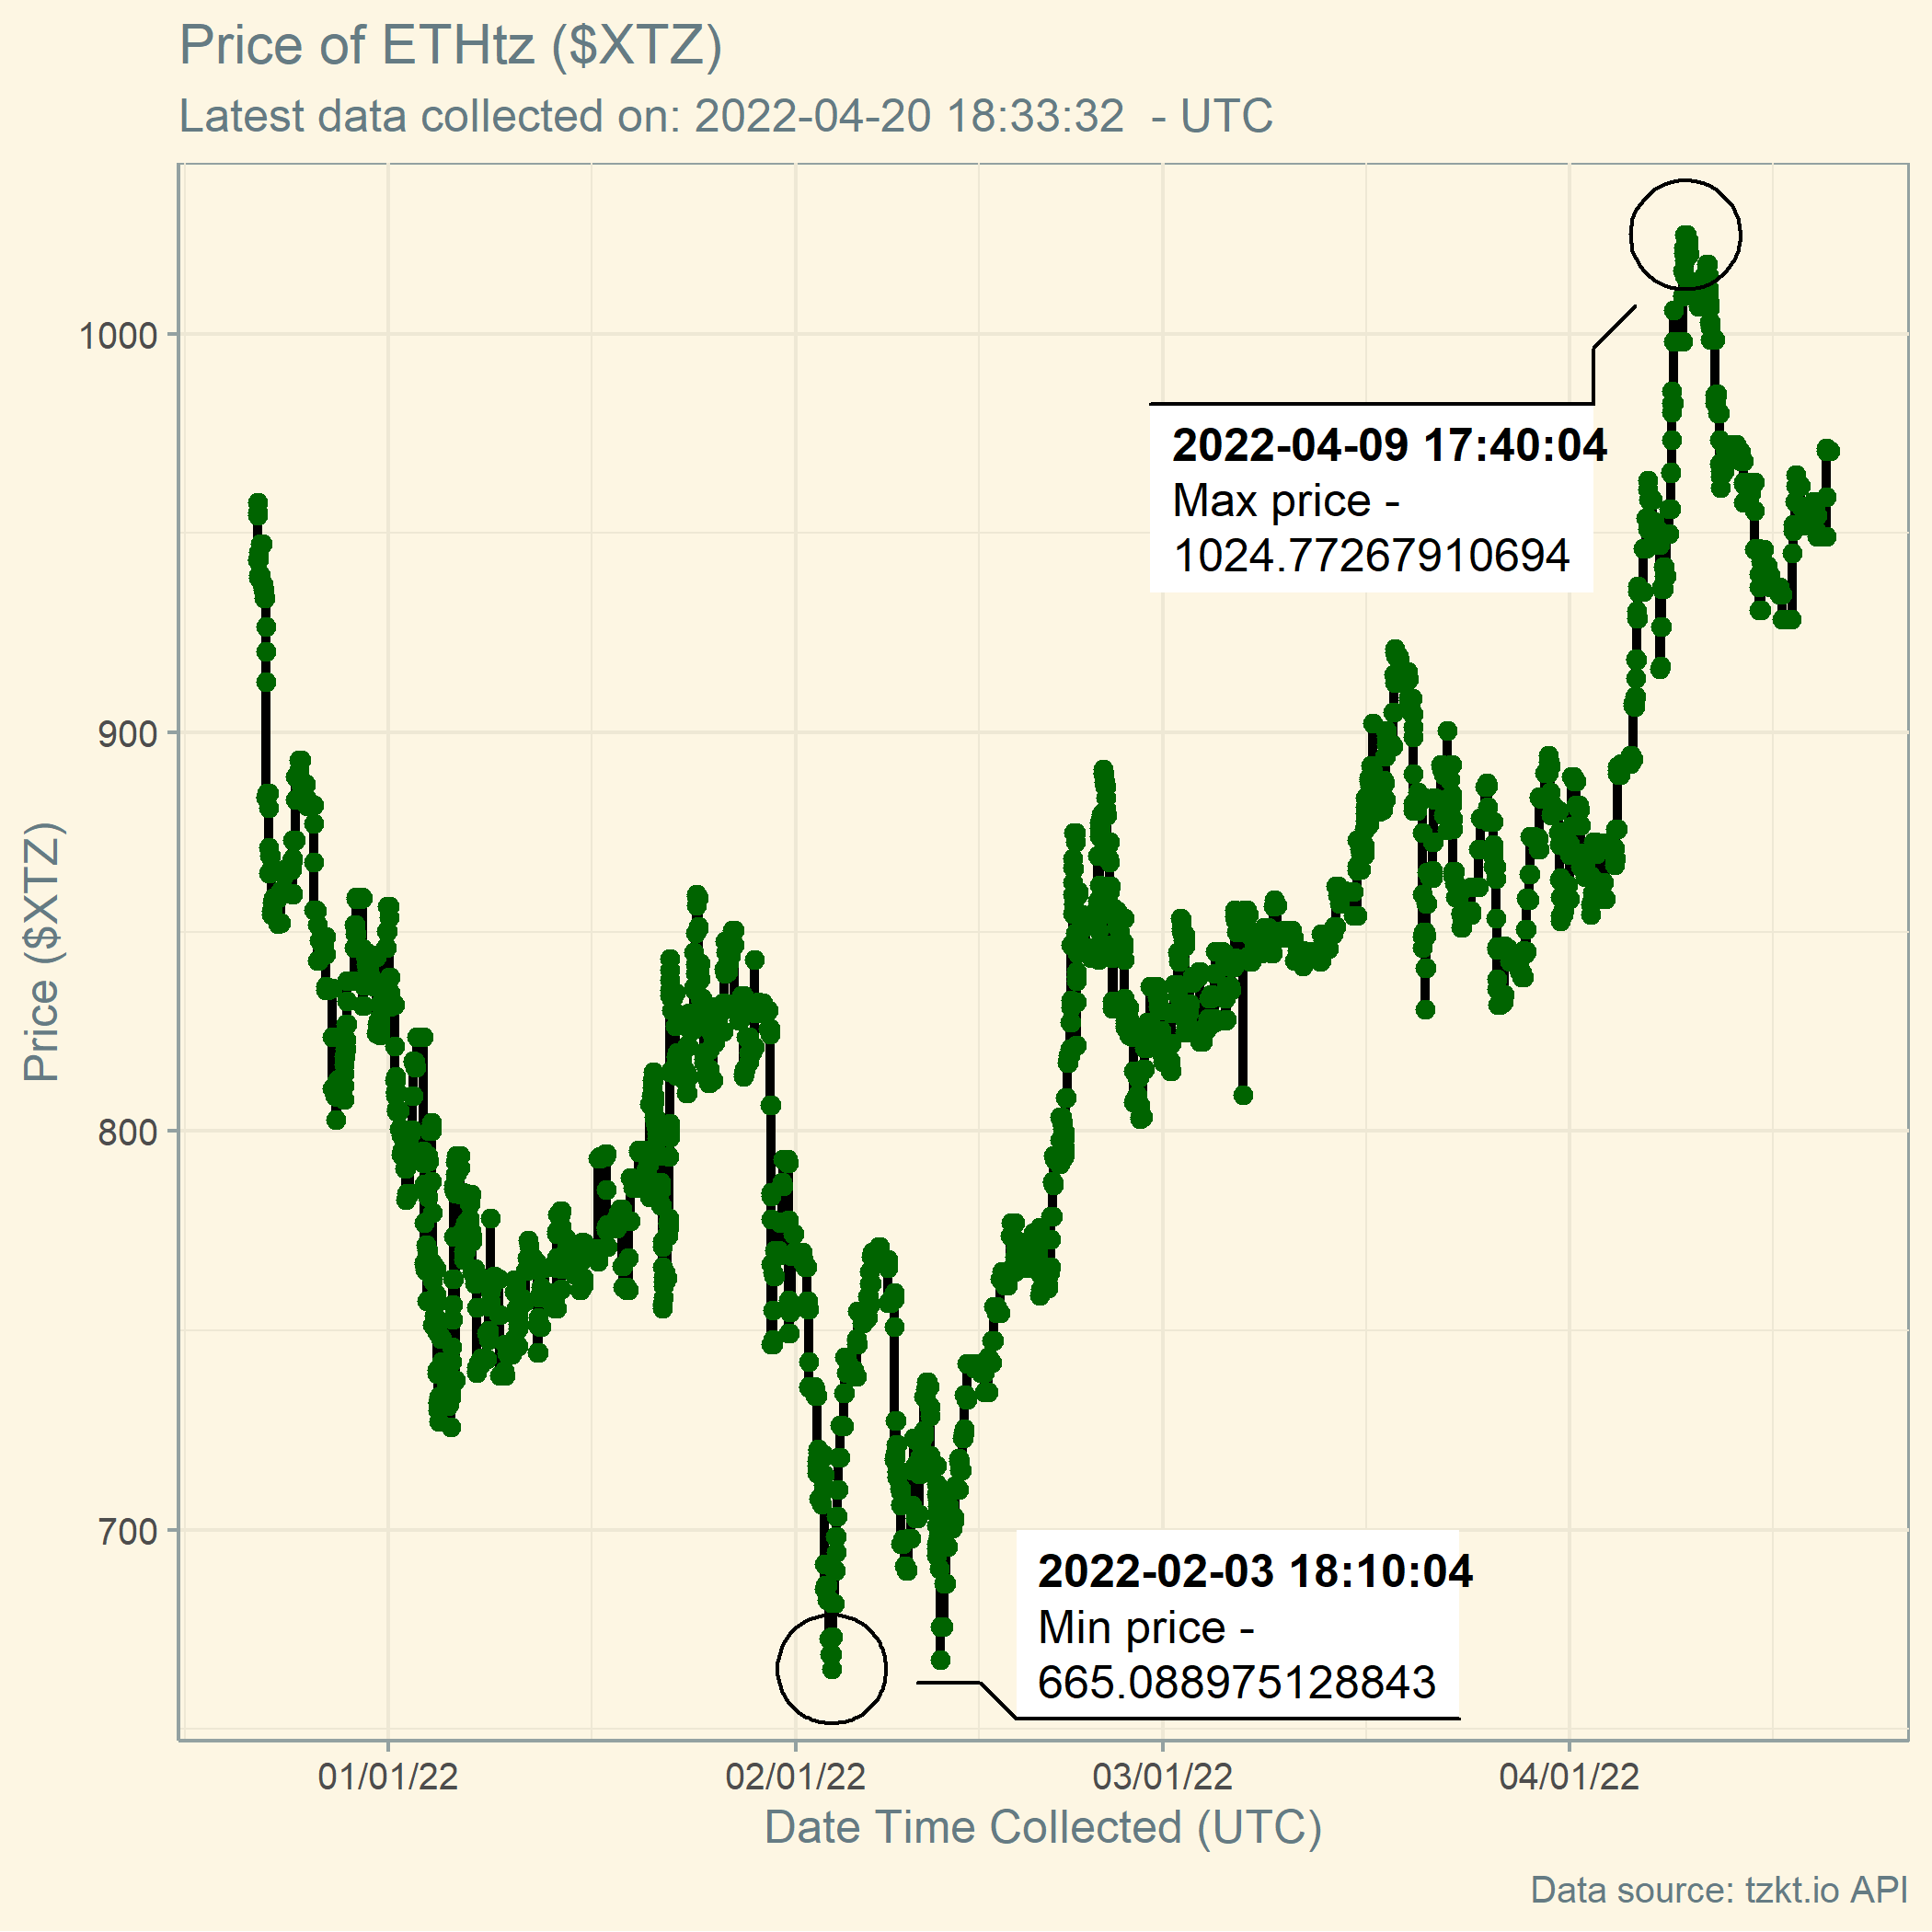 Price of ETHtz ($XTZ)
Latest data collected on: 2022-04-20 18:33:32  - UTC
1000
900
800
700
Price ($XTZ)
2022-04-09 17:40:04
Max price -
1024.77267910694
2022-02-03 18:10:04
Min price -
665.088975128843
01/01/22
02/01/22
03/01/22
04/01/22
Date Time Collected (UTC)
Data source: tzkt.io API